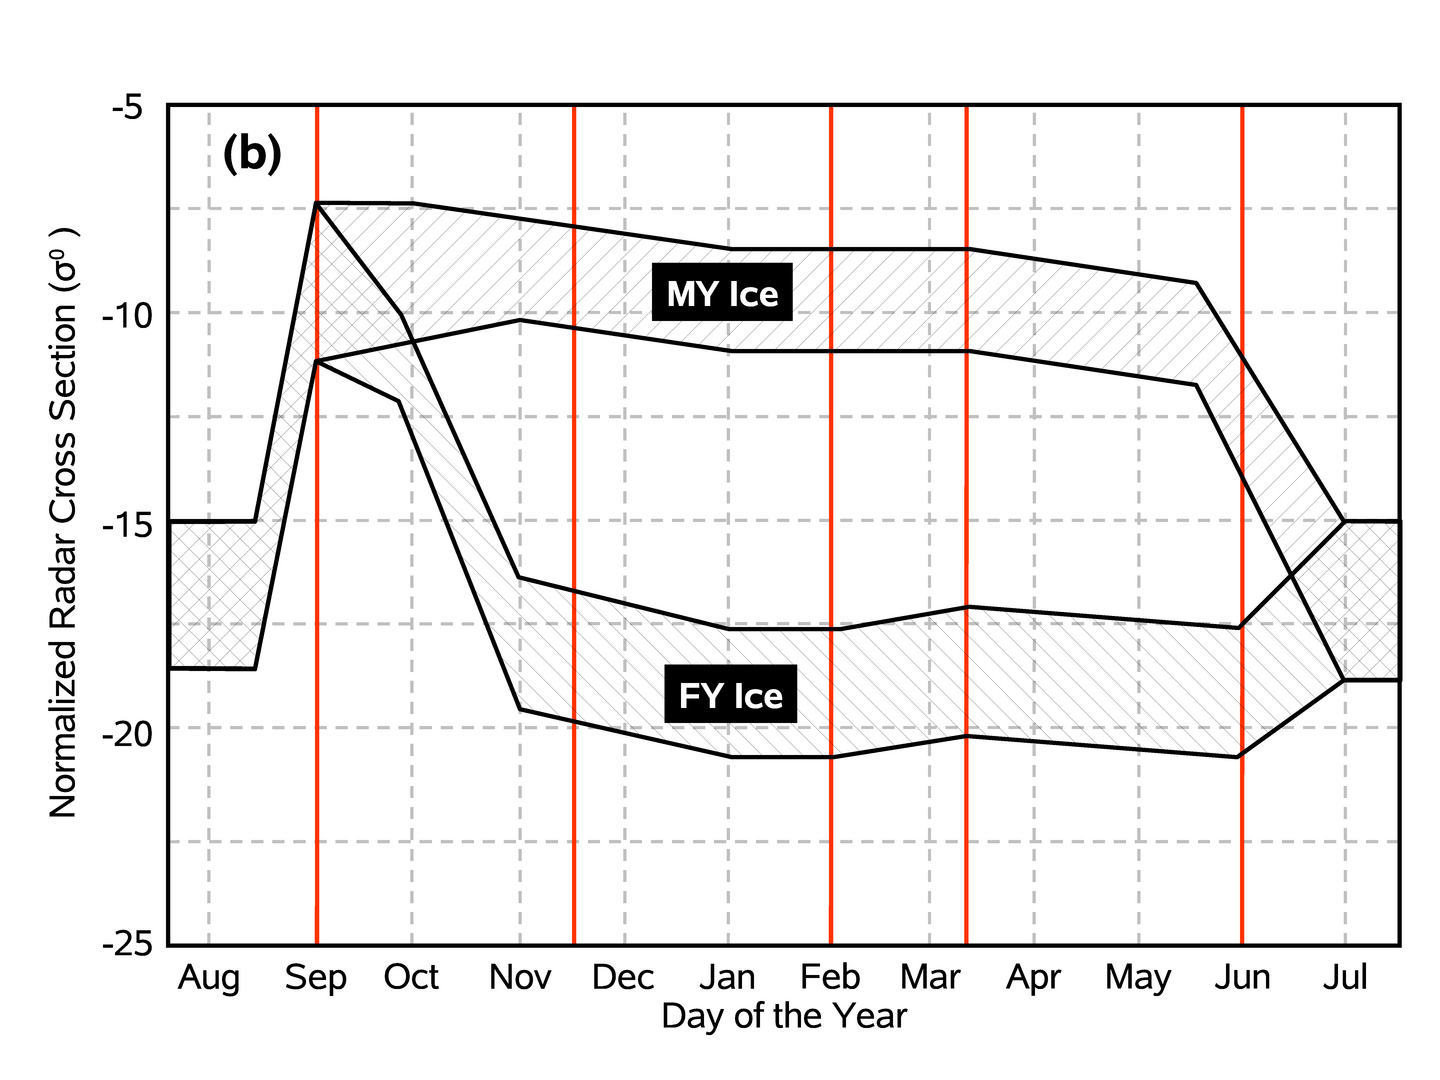 -5
(b)
MY Ice
-10
-15
FY Ice
-20
-25
Normalized Radar Cross Section (σ⁰ )
Aug Sep Oct Nov Dec Jan Feb Mar Apr May Jun Jul
Day of the Year